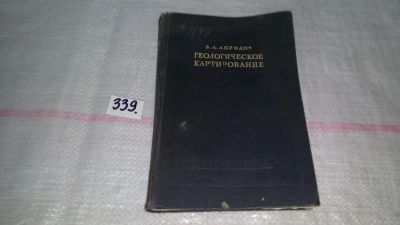 339.
В. А. АПРОДОВ
ГЕОЛОГИЧЕСКОЕ
КАРТИРОВАНИЕ